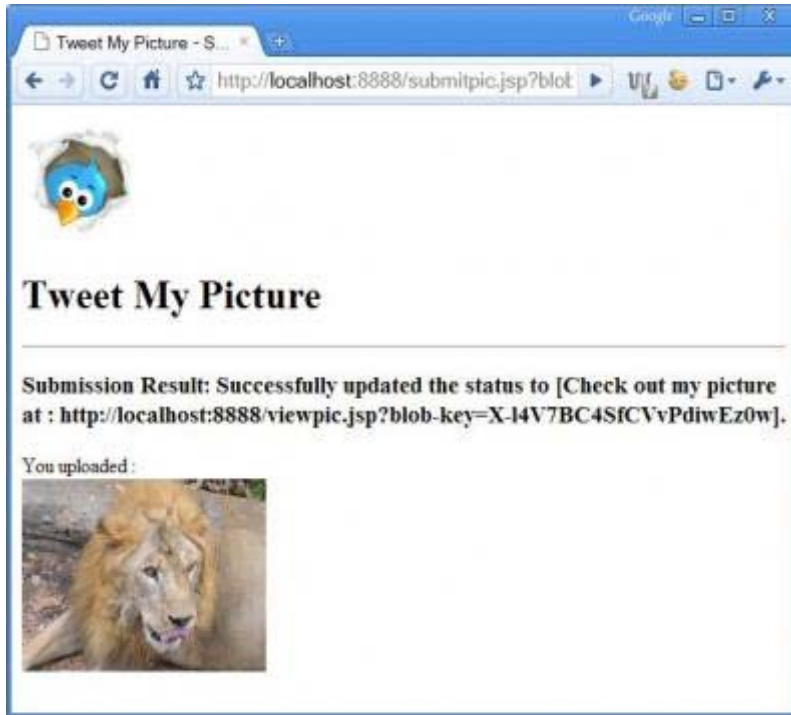 Google
Tweet My Picture - S...
http://localhost:8888/submitpic.jsp?blob
Tweet My Picture
Submission Result: Successfully updated the status to [Check out my picture
at : http://localhost:8888/viewpic.jsp?blob-key=X-l4V7BC4SfCVvPdiwEz0w].
You uploaded :